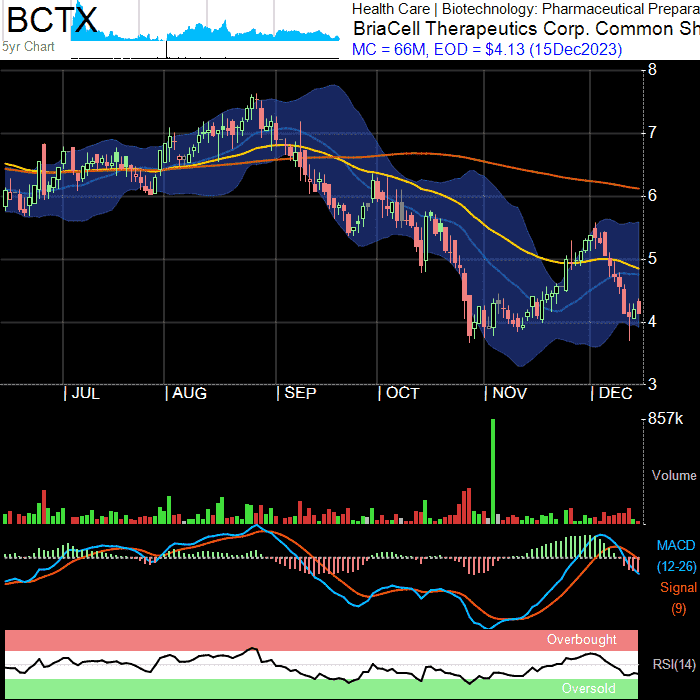 BCTX
5yr Chart
Health Care | Biotechnology: Pharmaceutical Prepara
BriaCell Therapeutics Corp. Common Sh
MC = 66M, EOD = $4.13 (15Dec2023)
8
7
6
5
4
3
| JUL | AUG | SEP | OCT | NOV | DEC
857k
Volume
MACD
(12-26)
Signal
(9)
Overbought
RSI(14)
Oversold